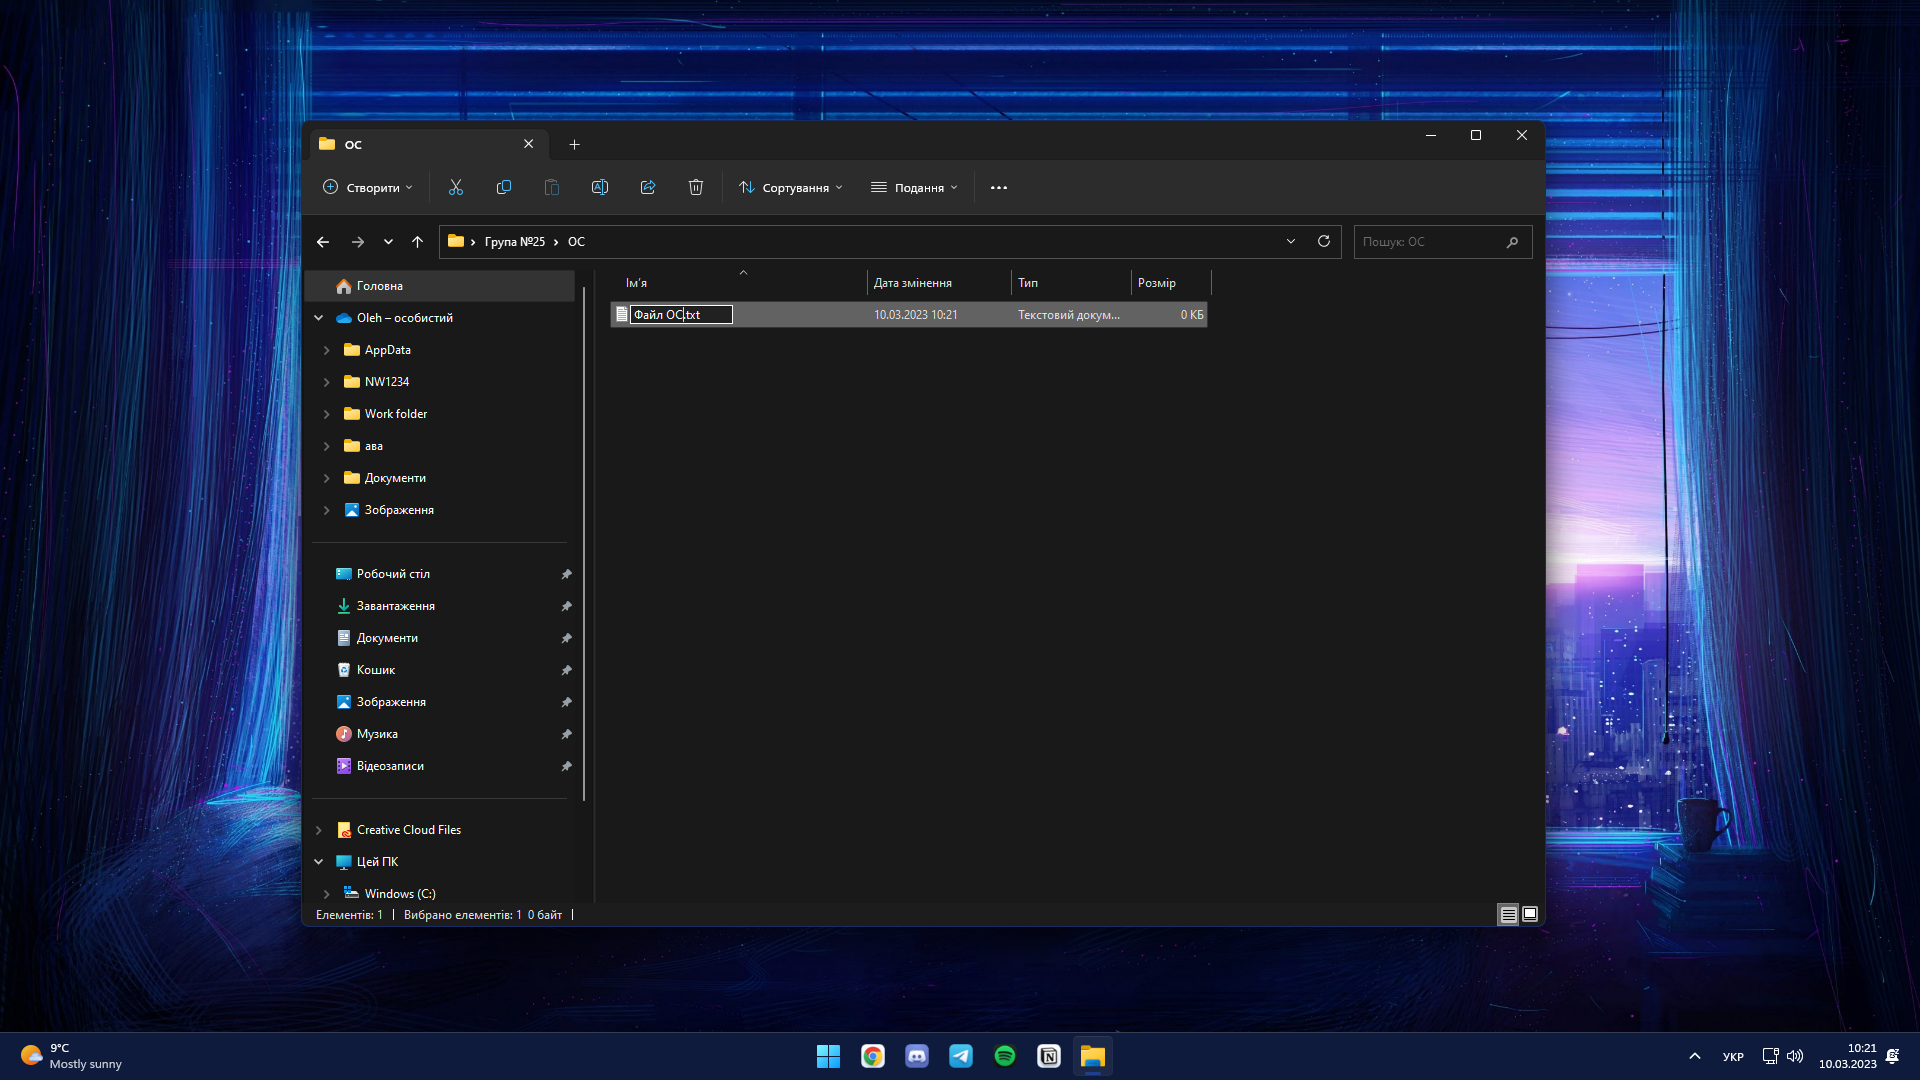 ОС
Створити
Сортування
Подання
Група №25 › ОС
Пошук: ОС
Головна
Oleh – особистий
AppData
NW1234
Work folder
ава
Документи
Зображення
Робочий стіл
Завантаження
Документи
Кошик
Зображення
Музика
Відеозаписи
Creative Cloud Files
Цей ПК
Windows (C:)
Ім'я Дата змінення Тип Розмір
Файл ОС.txt 10.03.2023 10:21 Текстовий докум... 0 КБ
Елементів: 1 Вибрано елементів: 1 0 байт
9°C
Mostly sunny
УКР
10:21
10.03.2023